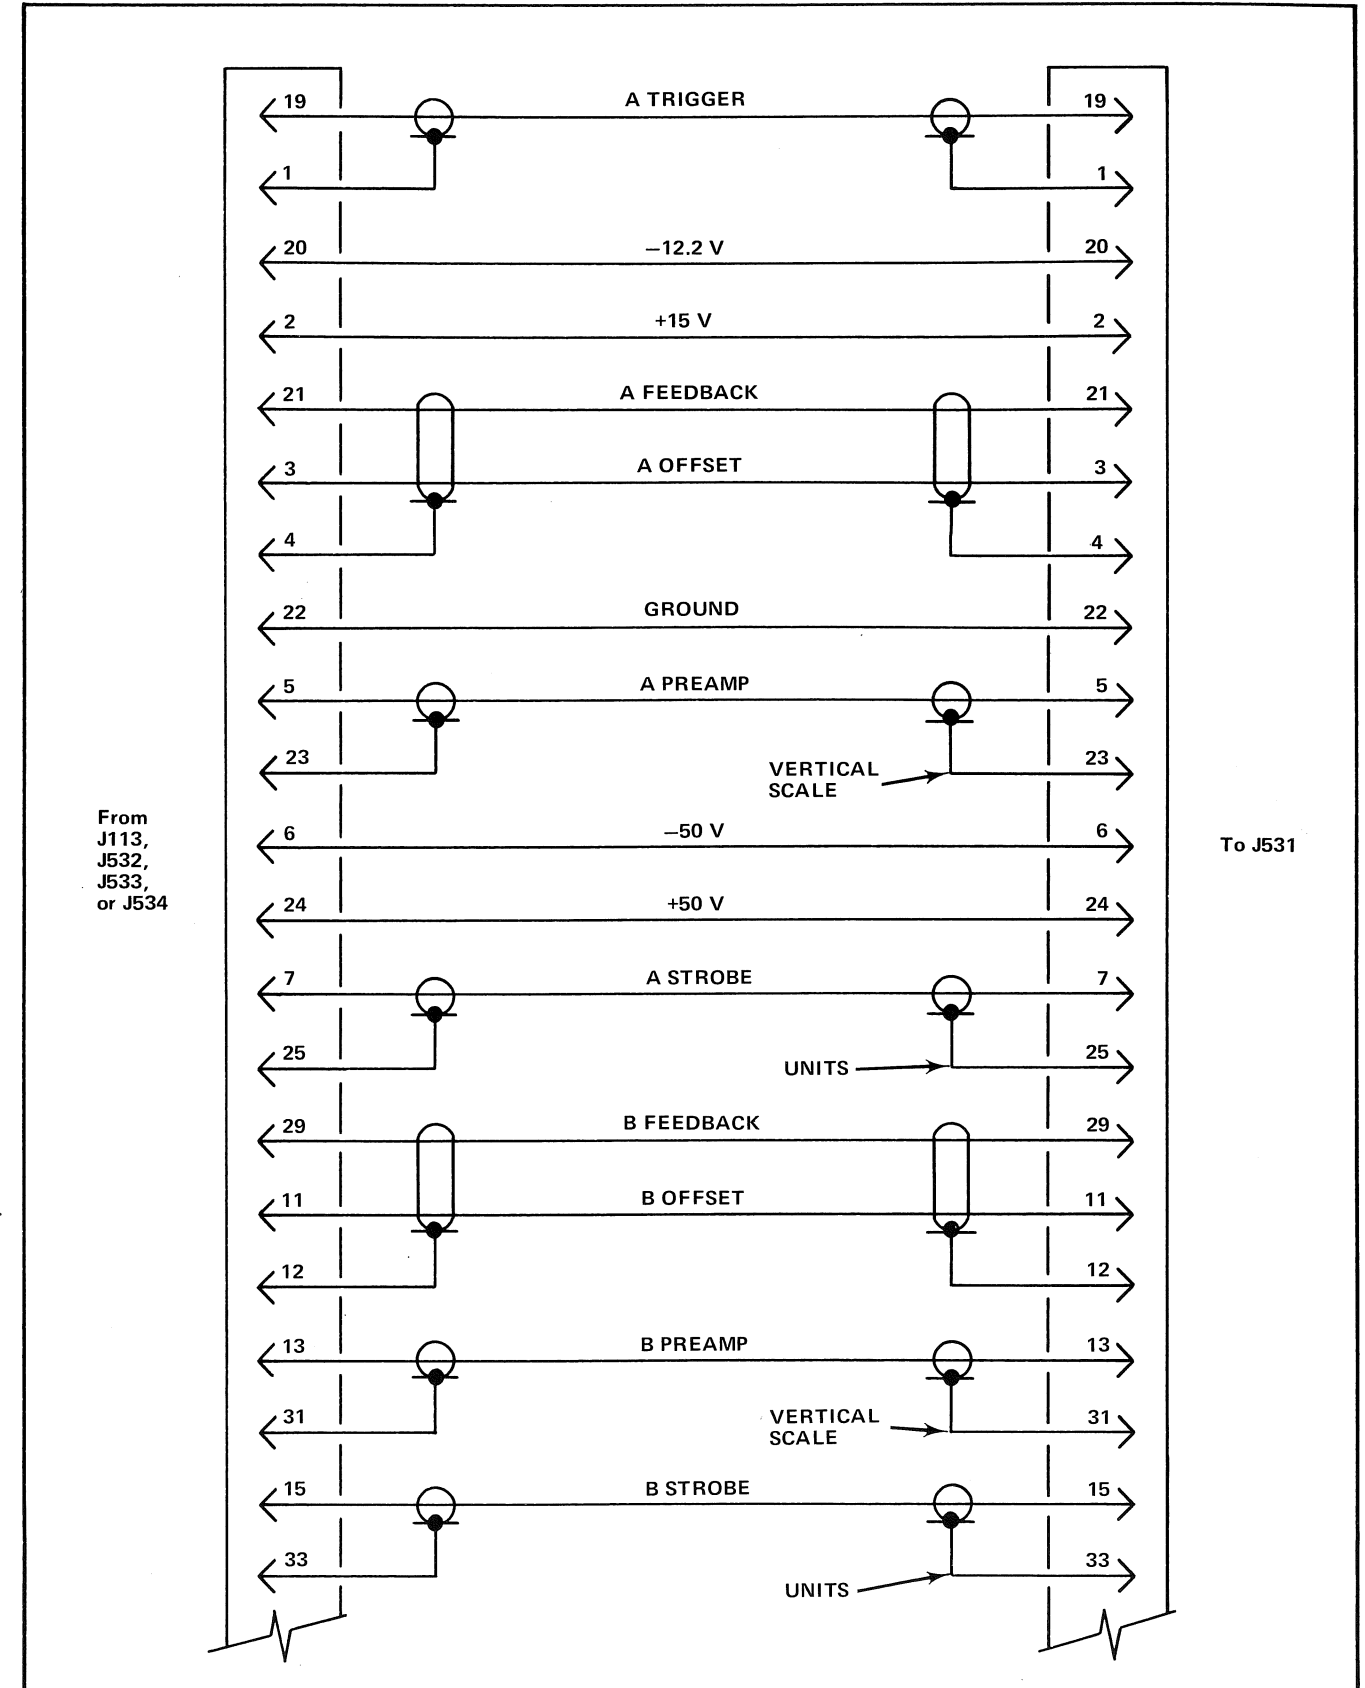 19 A TRIGGER 19
1 1
20 —12.2 V 20
2 +15 V 2
21 A FEEDBACK 21
3 A OFFSET 3
4 4
22 GROUND 22
5 A PREAMP 5
23 23
VERTICAL
SCALE
From
J113,
J532,
J533,
or J534
6 —50 V 6
To J531
24 +50 V 24
7 A STROBE 7
25 UNITS 25
29 B FEEDBACK 29
11 B OFFSET 11
12 12
13 B PREAMP 13
31 31
VERTICAL
SCALE
15 B STROBE 15
33 33
UNITS